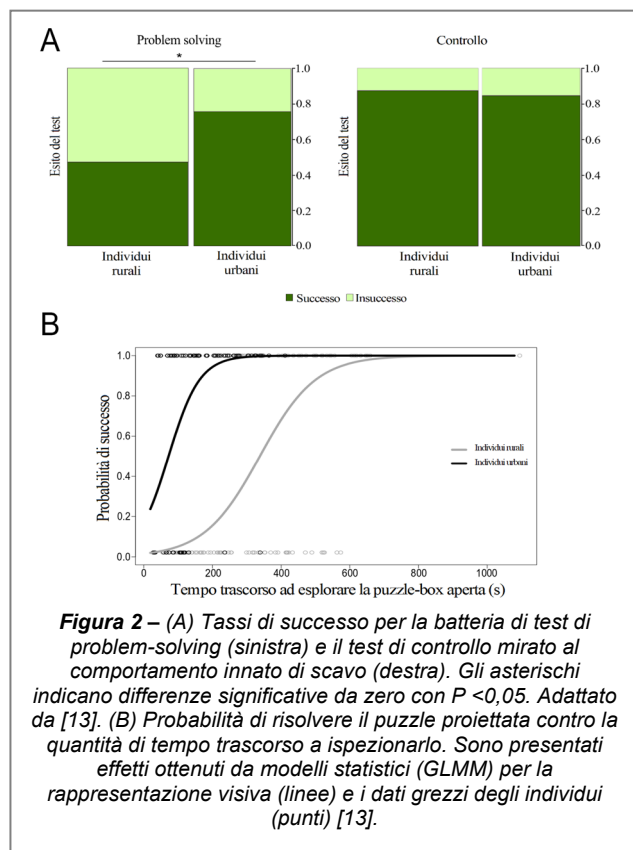 A
Problem solving
Controllo
*
Esito del test
1.0
0.8
0.6
0.4
0.2
0.0
Individui
rurali
Individui
urbani
Esito del test
1.0
0.8
0.6
0.4
0.2
0.0
Individui
rurali
Individui
urbani
Successo Insuccesso
B
Probabilità di successo
1.0
0.8
0.6
0.4
0.2
0.0
Individui rurali
Individui urbani
0 200 400 600 800 1000
Tempo trascorso ad esplorare la puzzle-box aperta (s)
Figura 2 – (A) Tassi di successo per la batteria di test di
problem-solving (sinistra) e il test di controllo mirato al
comportamento innato di scavo (destra). Gli asterischi
indicano differenze significative da zero con P <0,05. Adattato
da [13]. (B) Probabilità di risolvere il puzzle proiettata contro la
quantità di tempo trascorso a ispezionarlo. Sono presentati
effetti ottenuti da modelli statistici (GLMM) per la
rappresentazione visiva (linee) e i dati grezzi degli individui
(punti) [13].